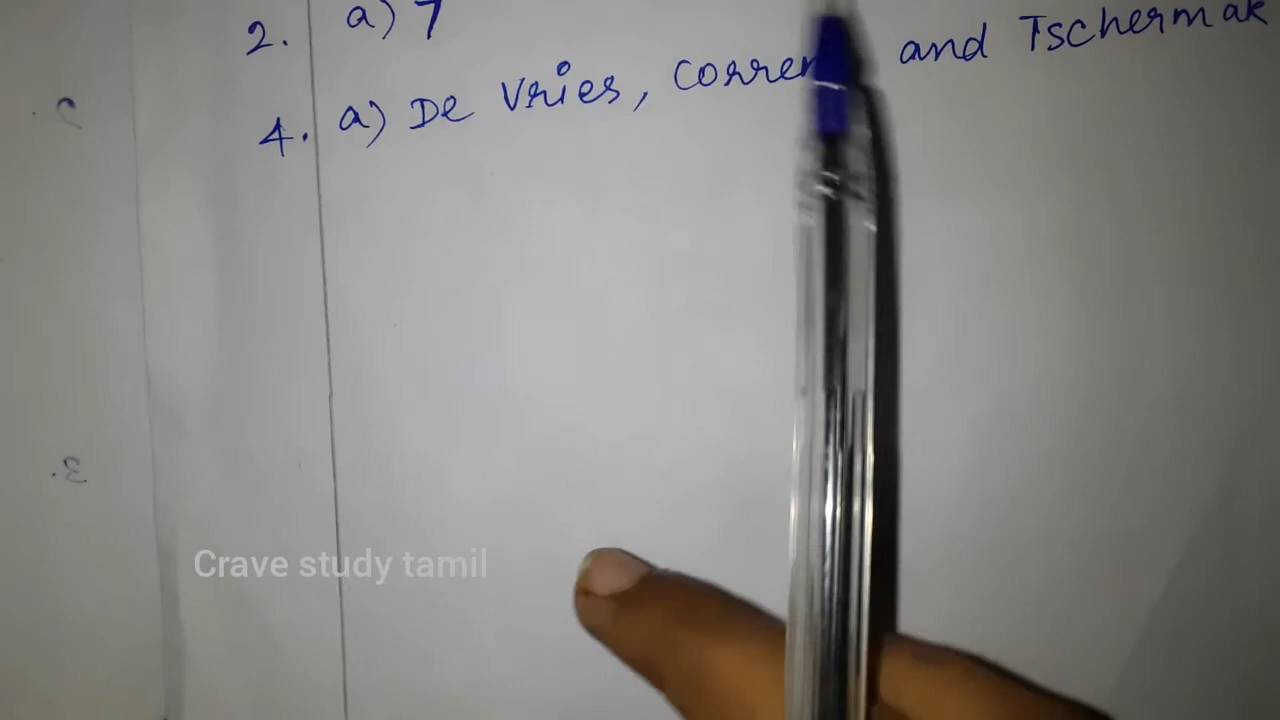 2. a) 7
4. a) De Vries, and Tschermak
Crave study tamil